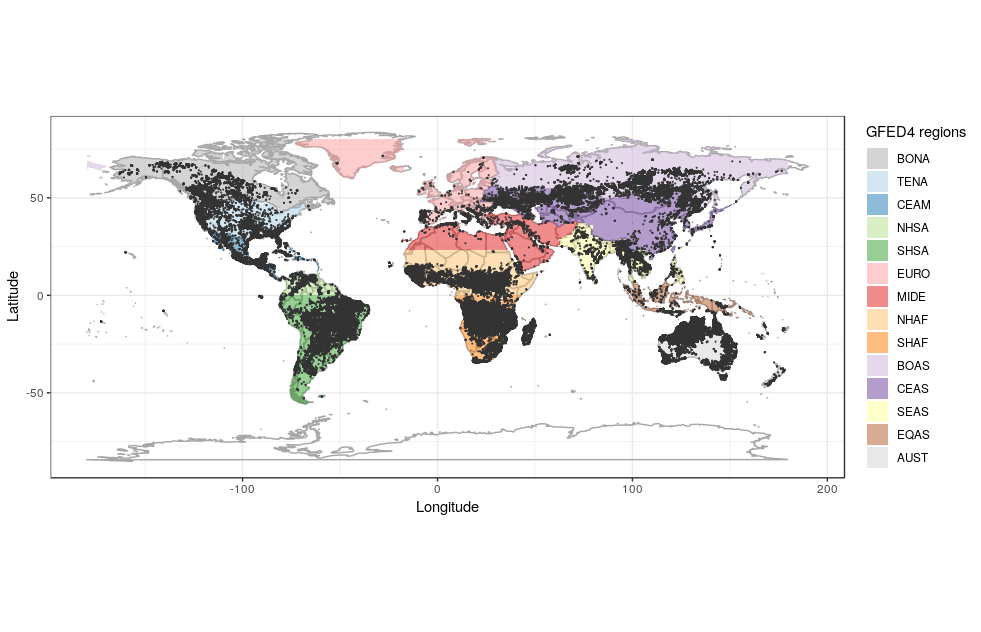 GFED4 regions
BONA
TENA
CEAM
NHSA
SHSA
EURO
MIDE
NHAF
SHAF
BOAS
CEAS
SEAS
EQAS
AUST
Latitude
50
0
-50
-100
0
100
200
Longitude